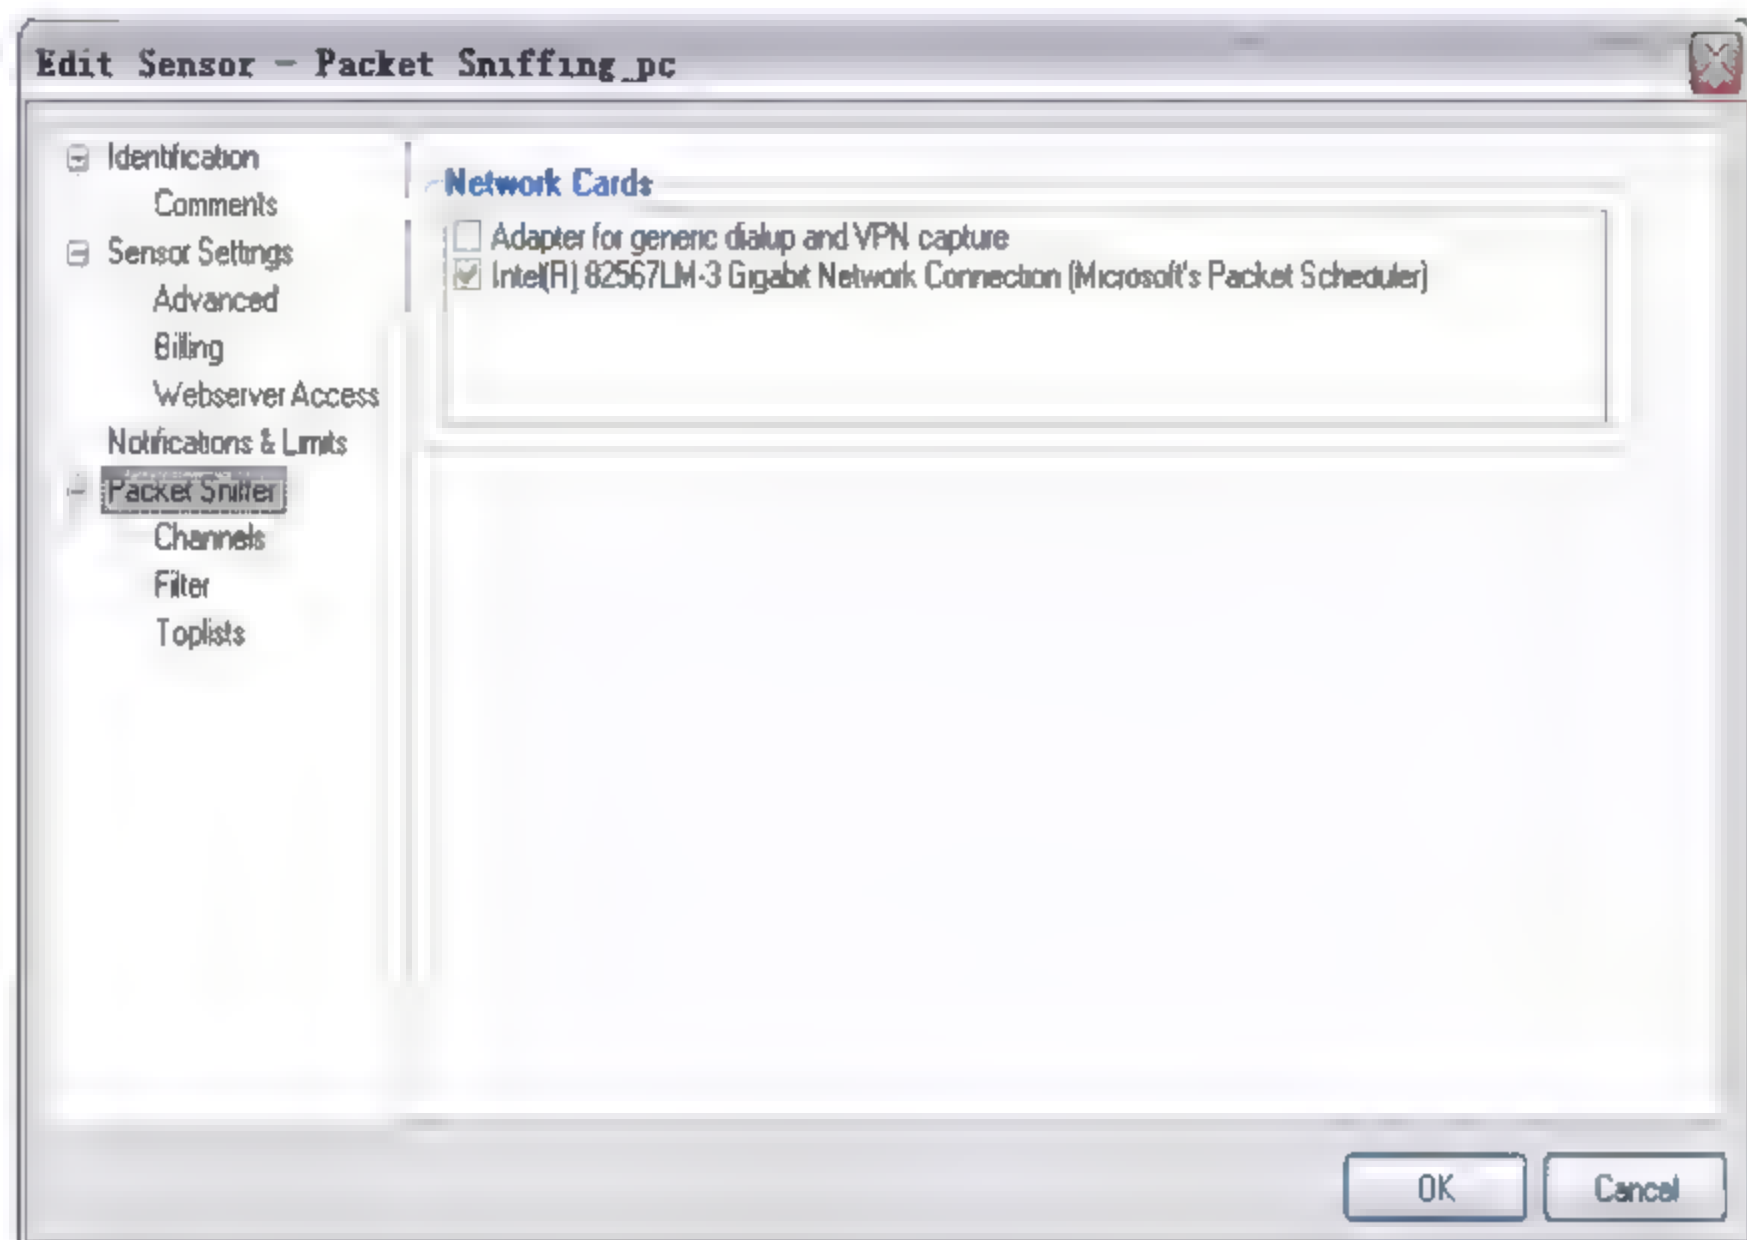 Edit Sensor - Packet Sniffing_pc
Identification
Comments
Sensor Settings
Advanced
Billing
Webserver Access
Notifications & Limits
Packet Sniffer
Channels
Filter
Toplists
Network Cards
Adapter for generic dialup and VPN capture
Intel(R) 82567LM-3 Gigabit Network Connection (Microsoft's Packet Scheduler)
OK
Cancel